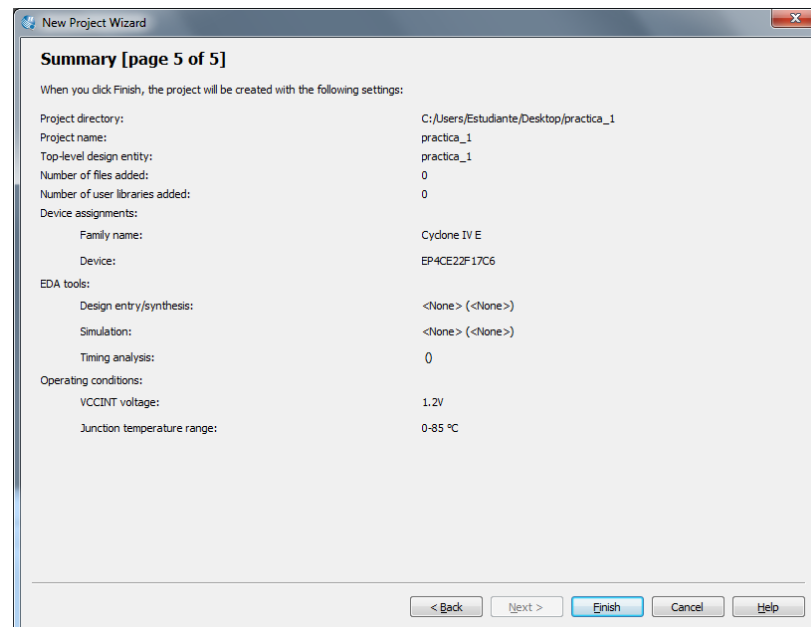 New Project Wizard
Summary [page 5 of 5]
When you click Finish, the project will be created with the following settings:
Project directory: C:/Users/Estudiante/Desktop/practica_1
Project name: practica_1
Top-level design entity: practica_1
Number of files added: 0
Number of user libraries added: 0
Device assignments:
Family name: Cyclone IV E
Device: EP4CE22F17C6
EDA tools:
Design entry/synthesis: <None> (<None>)
Simulation: <None> (<None>)
Timing analysis: ()
Operating conditions:
VCCINT voltage: 1.2V
Junction temperature range: 0-85 ºC
< Back Next > Finish Cancel Help